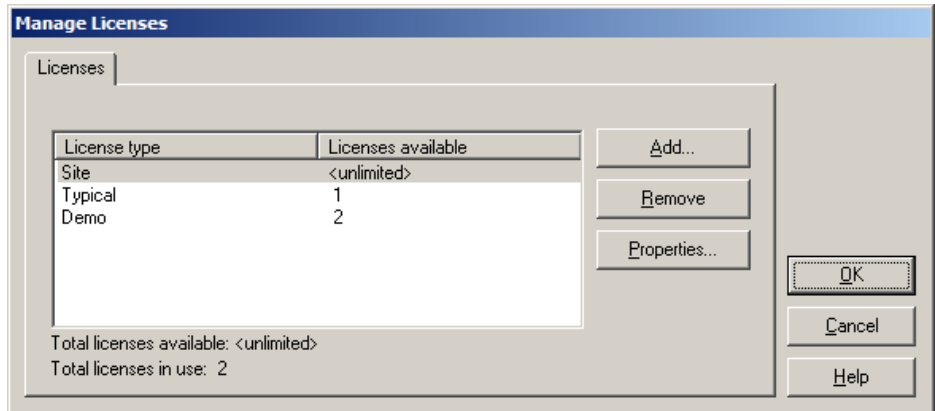 Manage Licenses
Licenses
License type Licenses available
Site <unlimited>
Typical 1
Demo 2
Add...
Remove
Properties...
Total licenses available: <unlimited>
Total licenses in use: 2
OK
Cancel
Help